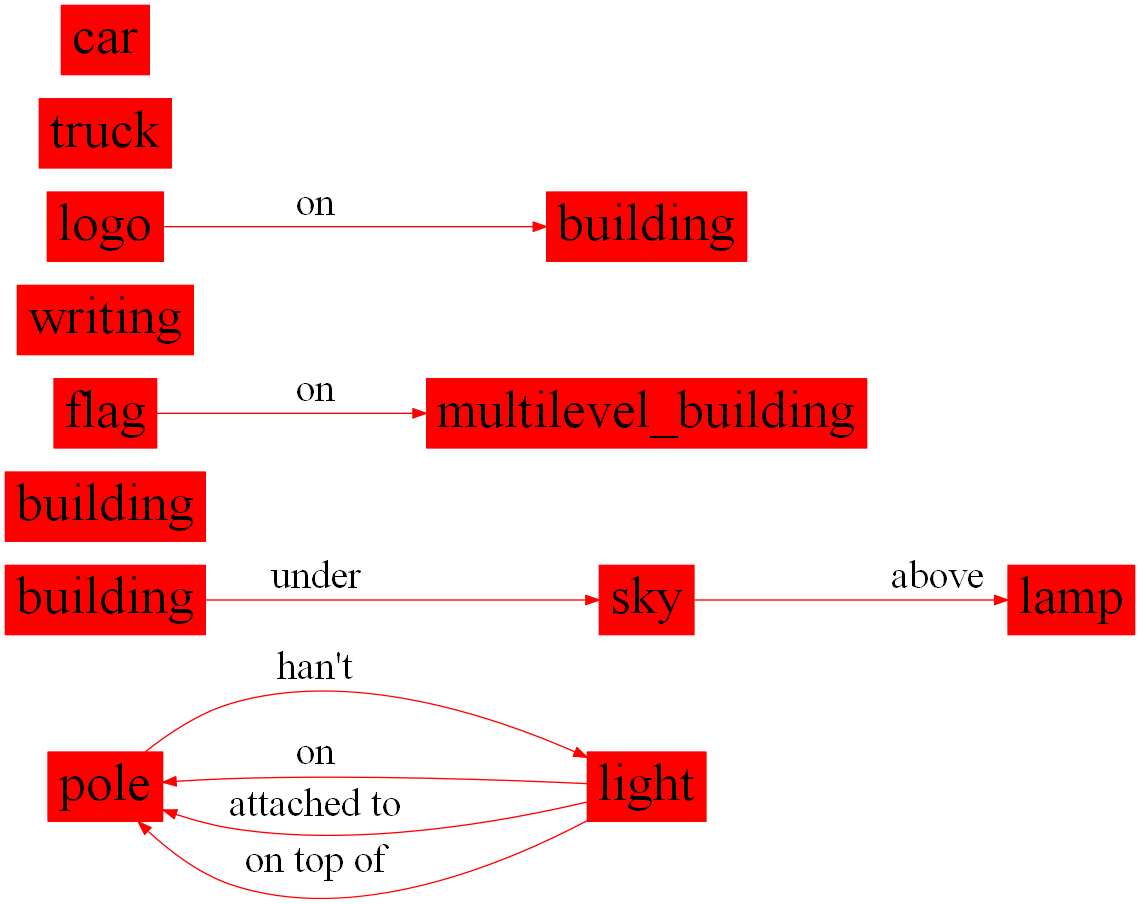 car
truck
logo on building
writing
flag on multilevel_building
building
building under sky above lamp
han't
on
pole light
attached to
on top of